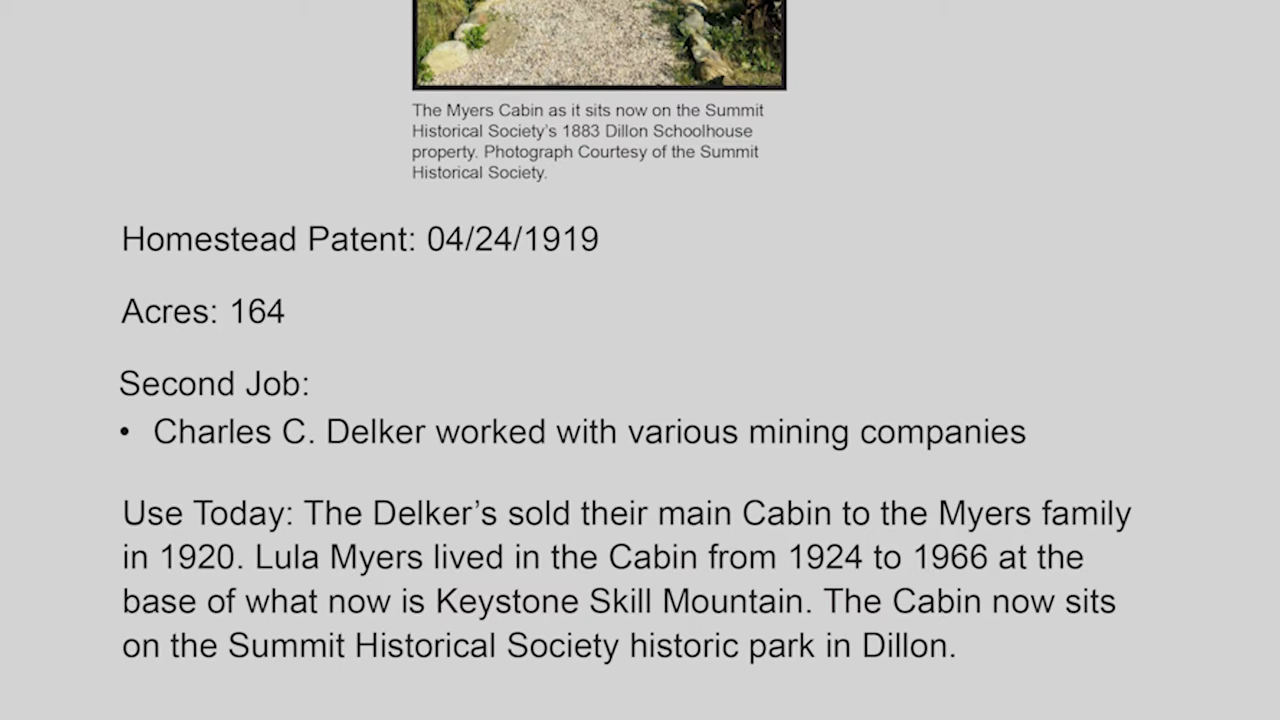 The Myers Cabin as it sits now on the Summit
Historical Society's 1883 Dillon Schoolhouse
property. Photograph Courtesy of the Summit
Historical Society.
Homestead Patent: 04/24/1919
Acres: 164
Second Job:
• Charles C. Delker worked with various mining companies
Use Today: The Delker's sold their main Cabin to the Myers family
in 1920. Lula Myers lived in the Cabin from 1924 to 1966 at the
base of what now is Keystone Skill Mountain. The Cabin now sits
on the Summit Historical Society historic park in Dillon.